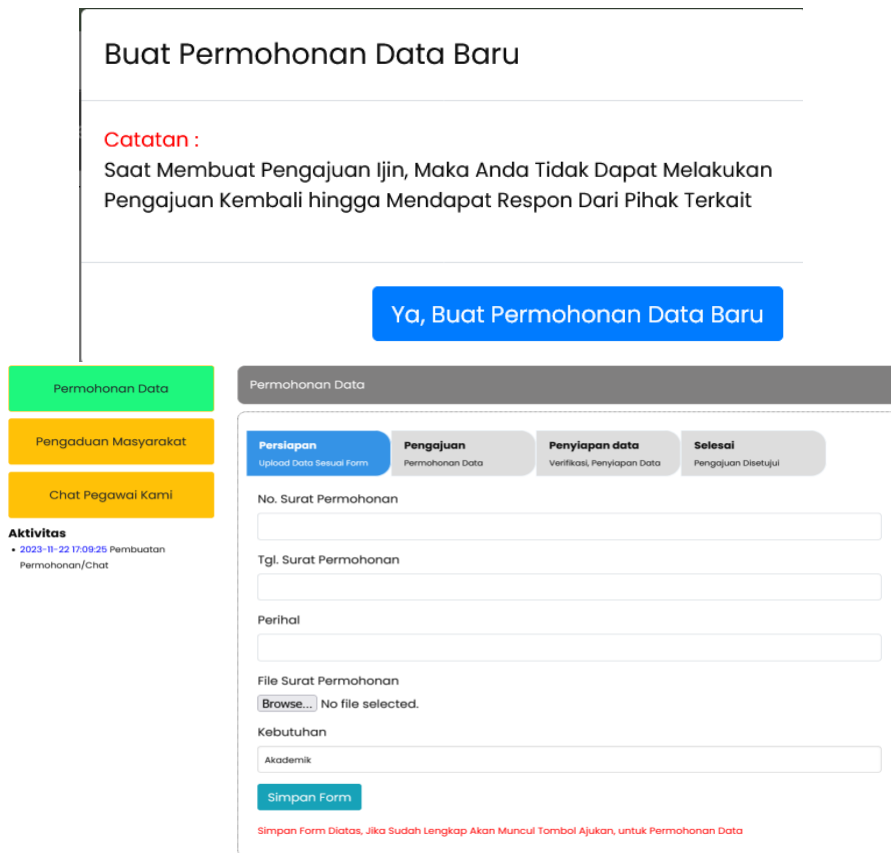 Buat Permohonan Data Baru
Catatan :
Saat Membuat Pengajuan Ijin, Maka Anda Tidak Dapat Melakukan
Pengajuan Kembali hingga Mendapat Respon Dari Pihak Terkait
Ya, Buat Permohonan Data Baru
Permohonan Data
Pengaduan Masyarakat
Chat Pegawai Kami
Aktivitas
• 2023-11-22 17:09:25 Pembuatan
Permohonan/Chat
Permohonan Data
Persiapan
Upload Data Sesuai Form
Pengajuan
Permohonan Data
Penyiapan data
Verifikasi, Penyiapan Data
Selesai
Pengajuan Disetujui
No. Surat Permohonan
Tgl. Surat Permohonan
Perihal
File Surat Permohonan
Browse... No file selected.
Kebutuhan
Akademik
Simpan Form
Simpan Form Diatas, Jika Sudah Lengkap Akan Muncul Tombol Ajukan, untuk Permohonan Data